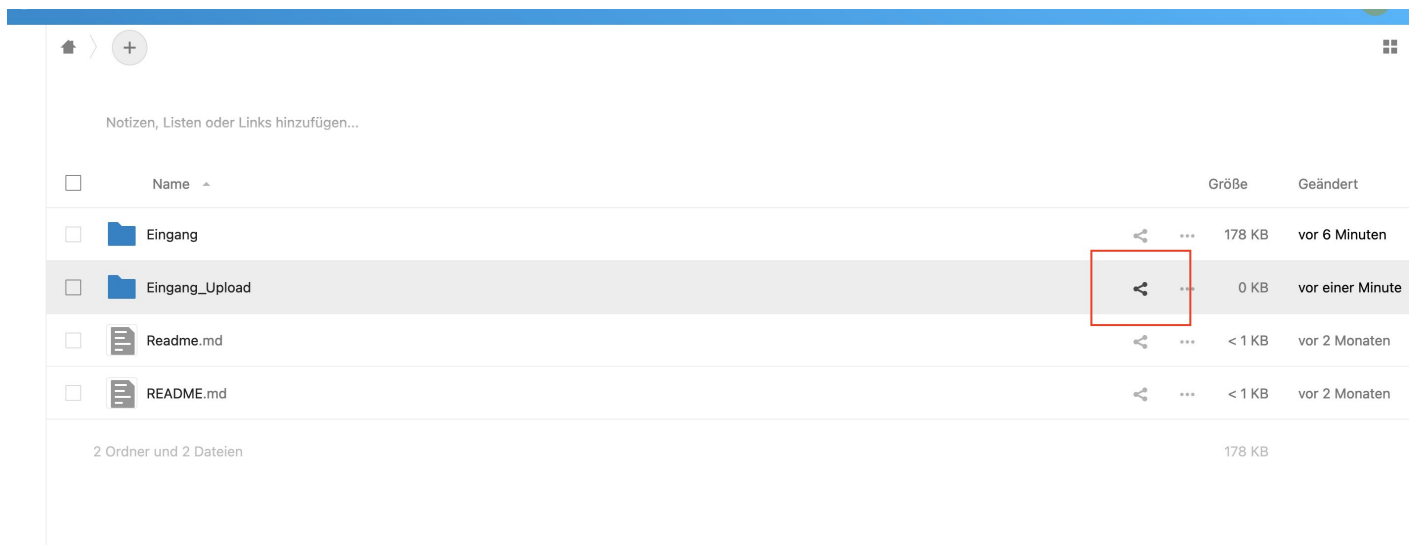 Notizen, Listen oder Links hinzufügen...
Name Größe Geändert
Eingang 178 KB vor 6 Minuten
Eingang_Upload 0 KB vor einer Minute
Readme.md < 1 KB vor 2 Monaten
README.md < 1 KB vor 2 Monaten
2 Ordner und 2 Dateien 178 KB